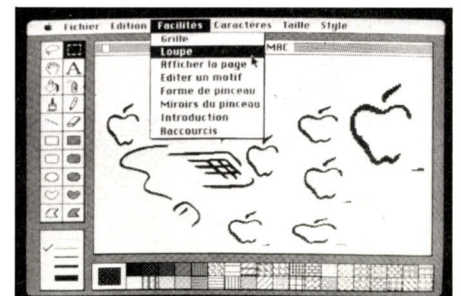 Fichier Edition Facilités Caractères Taille Style
Grille
Loupe
MAC
Afficher la page
Editer un motif
Forme de pinceau
Miroirs du pinceau
Introduction
Raccourcis
A